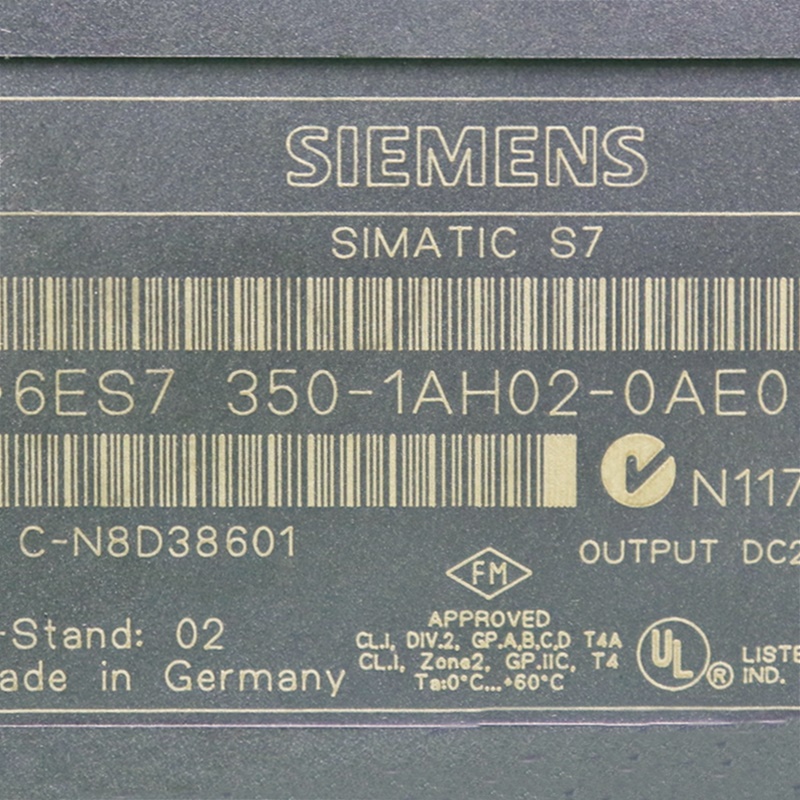 SIEMENS
SIMATIC S7
6ES7 350-1AH02-0AE0
N117
C-N8D38601
OUTPUT DC2
FM
APPROVED
CL.I, DIV.2, GP.A,B,C,D T4A
CL.I, Zone2, GP.IIC, T4
Ta:0°C...+60°C
UL ®
LISTE
IND.
-Stand: 02
ade in Germany